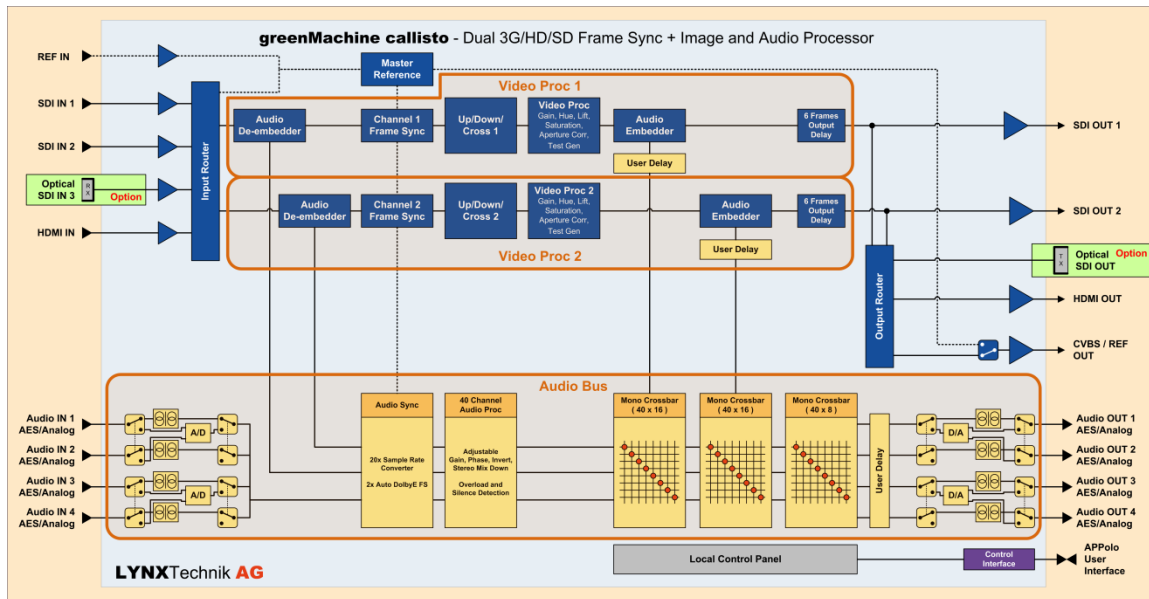 greenMachine callisto - Dual 3G/HD/SD Frame Sync + Image and Audio Processor
REF IN
SDI IN 1
SDI IN 2
Optical
SDI IN 3
R
X
Option
HDMI IN
Input Router
Master
Reference
Video Proc 1
Audio
De-embedder
Channel 1
Frame Sync
Up/Down/
Cross 1
Video Proc
Gain, Hue, Lift,
Saturation,
Aperture Corr,
Test Gen
Audio
Embedder
User Delay
6 Frames
Output
Delay
Audio
De-embedder
Channel 2
Frame Sync
Up/Down/
Cross 2
Video Proc 2
Gain, Hue, Lift,
Saturation,
Aperture Corr,
Test Gen
Audio
Embedder
User Delay
6 Frames
Output
Delay
Video Proc 2
Output Router
SDI OUT 1
SDI OUT 2
T
X
Optical
SDI OUT
Option
HDMI OUT
CVBS / REF
OUT
Audio Bus
Audio IN 1
AES/Analog
Audio IN 2
AES/Analog
Audio IN 3
AES/Analog
Audio IN 4
AES/Analog
A/D
A/D
Audio Sync
20x Sample Rate
Converter
2x Auto DolbyE FS
40 Channel
Audio Proc
Adjustable
Gain, Phase, Invert,
Stereo Mix Down
Overload and
Silence Detection
Mono Crossbar
( 40 x 16 )
Mono Crossbar
( 40 x 16 )
Mono Crossbar
( 40 x 8 )
User Delay
D/A
D/A
Audio OUT 1
AES/Analog
Audio OUT 2
AES/Analog
Audio OUT 3
AES/Analog
Audio OUT 4
AES/Analog
Local Control Panel
Control
Interface
APPolo
User
Interface
LYNXTechnik AG